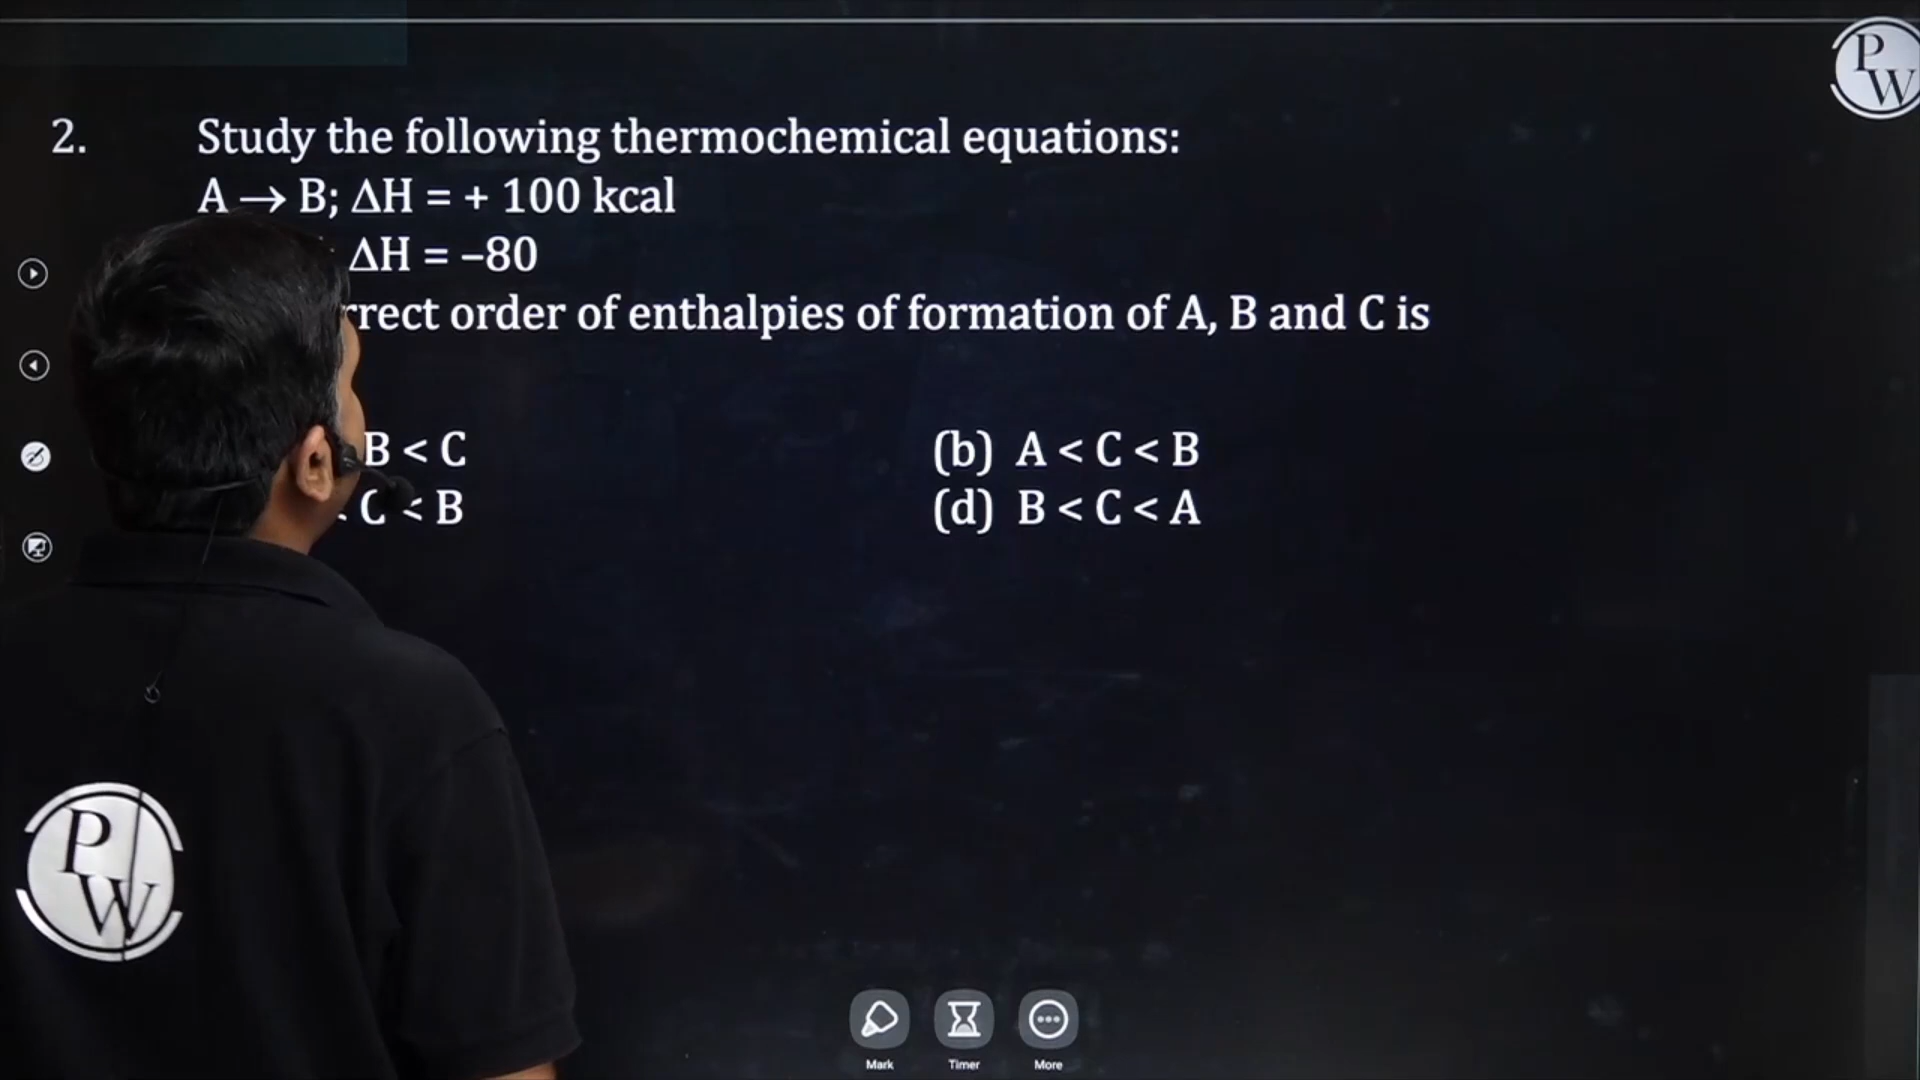 P
W
2. Study the following thermochemical equations:
A → B; ΔH = + 100 kcal
ΔH = –80
order of enthalpies of formation of A, B and C is
B < C (b) A < C < B
C < B (d) B < C < A
P
W
Mark Timer More